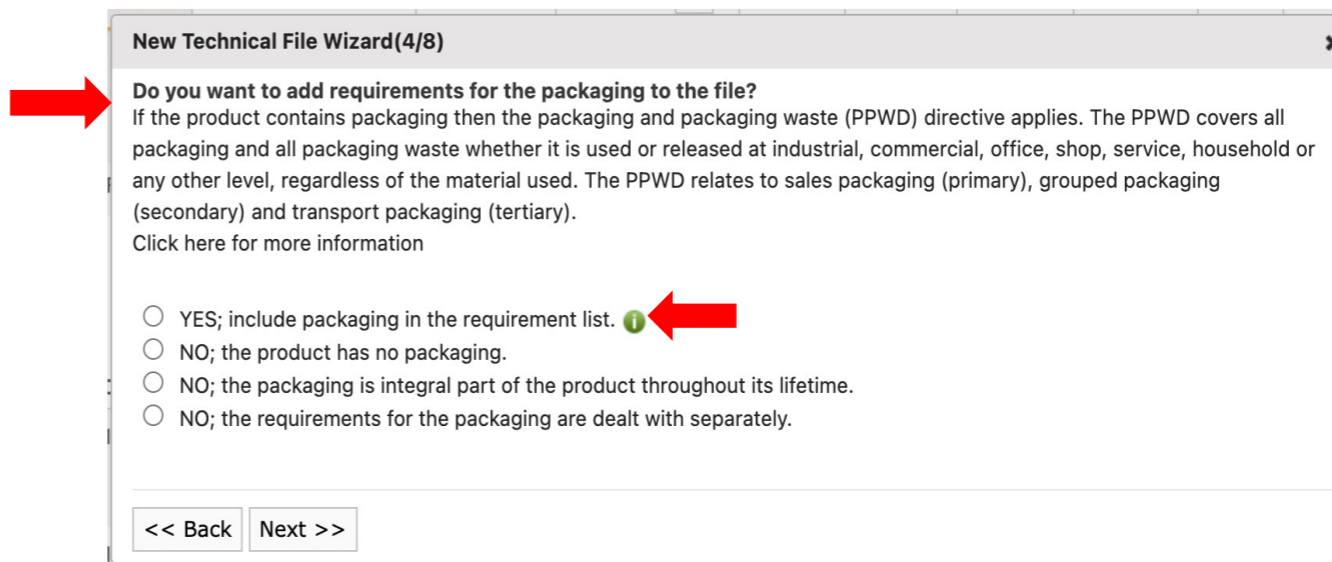 New Technical File Wizard(4/8)
Do you want to add requirements for the packaging to the file?
If the product contains packaging then the packaging and packaging waste (PPWD) directive applies. The PPWD covers all
packaging and all packaging waste whether it is used or released at industrial, commercial, office, shop, service, household or
any other level, regardless of the material used. The PPWD relates to sales packaging (primary), grouped packaging
(secondary) and transport packaging (tertiary).
Click here for more information
YES; include packaging in the requirement list.
NO; the product has no packaging.
NO; the packaging is integral part of the product throughout its lifetime.
NO; the requirements for the packaging are dealt with separately.
<< Back Next >>